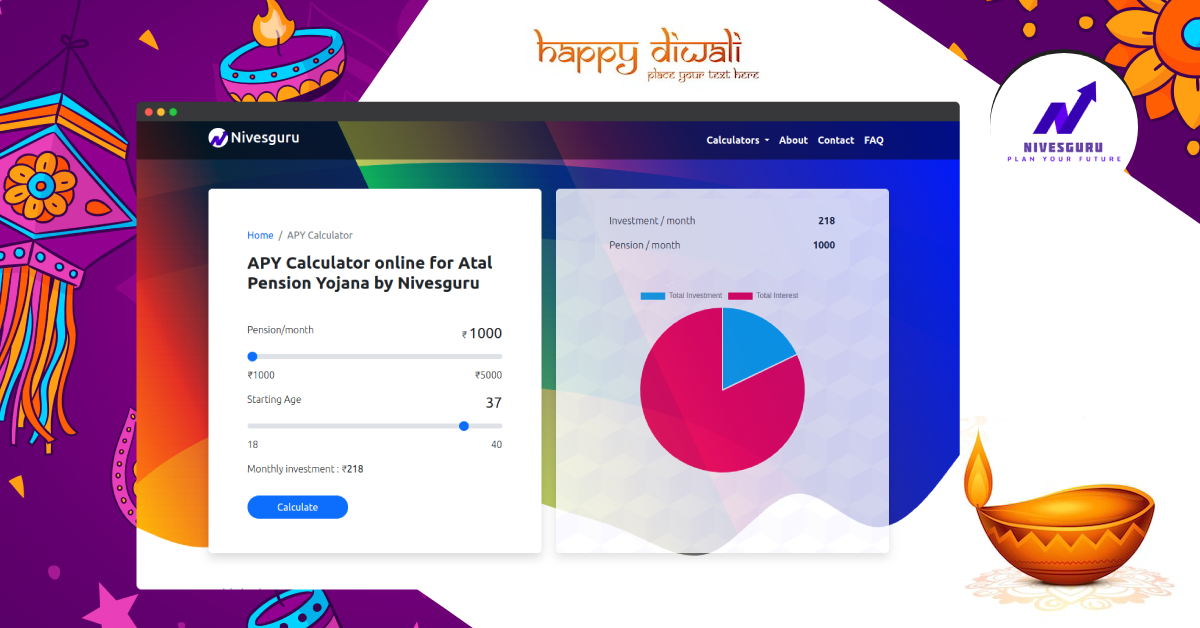 happy diwali
place your text here
NIVESGURU
PLAN YOUR FUTURE
Nivesguru
Calculators About Contact FAQ
Home / APY Calculator
APY Calculator online for Atal
Pension Yojana by Nivesguru
Pension/month ₹ 1000
₹1000 ₹5000
Starting Age 37
18 40
Monthly investment : ₹218
Calculate
Investment / month 218
Pension / month 1000
Total Investment Total Interest